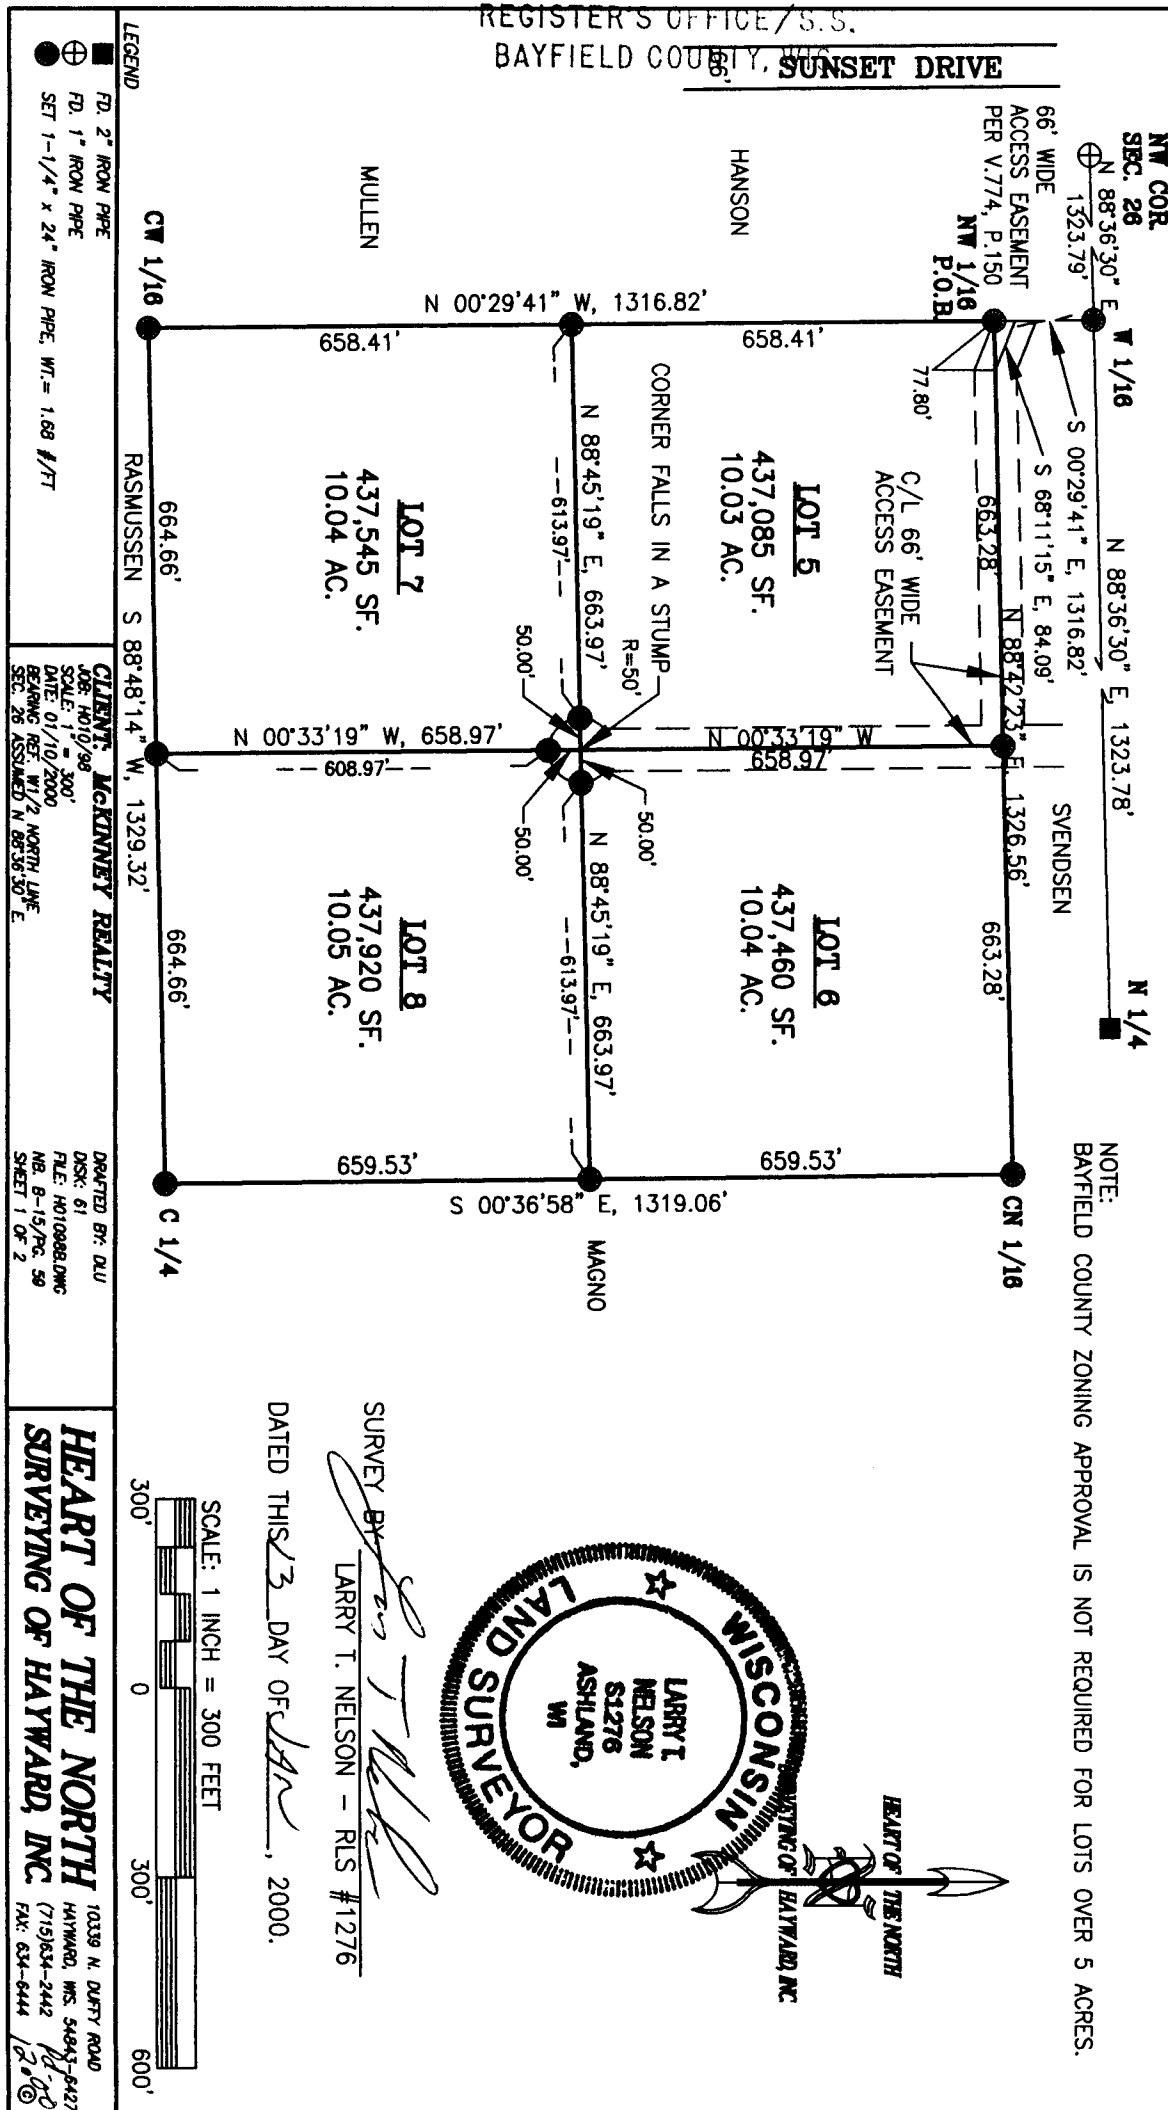 REGISTER'S OFFICE/S.S.
BAYFIELD COUNTY, WIS
66'
SUNSET DRIVE
NW COR.
SEC. 26
N 88°36'30" E
1323.79'
W 1/16
N 88°36'30" E, 1323.78'
N 1/4
66' WIDE
ACCESS EASEMENT
PER V.774, P.150
NW 1/16
P.O.B.
S 00°29'41" E, 1316.82'
S 68°11'15" E, 84.09'
SVENDSEN
663.28'
N 88°42'23" E, 1326.56'
663.28'
CN 1/16
77.80'
C/L 66' WIDE
ACCESS EASEMENT
HANSON
N 00°29'41" W, 1316.82'
658.41'
LOT 5
437,085 SF.
10.03 AC.
N 00°33'19" W
658.97'
LOT 6
437,460 SF.
10.04 AC.
659.53'
CORNER FALLS IN A STUMP
R=50'
50.00'
N 88°45'19" E, 663.97'
613.97'
50.00'
50.00'
N 88°45'19" E, 663.97'
613.97'
MAGNO
S 00°36'58" E, 1319.06'
MULLEN
658.41'
LOT 7
437,545 SF.
10.04 AC.
N 00°33'19" W, 658.97'
608.97'
LOT 8
437,920 SF.
10.05 AC.
659.53'
CW 1/16
664.66'
664.66'
C 1/4
RASMUSSEN S 88°48'14" W, 1329.32'
NOTE:
BAYFIELD COUNTY ZONING APPROVAL IS NOT REQUIRED FOR LOTS OVER 5 ACRES.
HEART OF THE NORTH
SURVEYING OF HAYWARD, INC
WISCONSIN
LARRY T.
NELSON
S1276
ASHLAND,
WI
LAND SURVEYOR
SURVEY BY
LARRY T. NELSON - RLS #1276
DATED THIS 13 DAY OF JAN, 2000.
SCALE: 1 INCH = 300 FEET
300' 0 300' 600'
LEGEND
FD. 2" IRON PIPE
FD. 1" IRON PIPE
SET 1-1/4" x 24" IRON PIPE, WT.= 1.68 #/FT
CLIENT: McKINNEY REALTY
JOB: H010/98
SCALE: 1" = 300'
DATE: 01/10/2000
BEARING REF. W1/2 NORTH LINE
SEC. 26 ASSUMED N 88°36'30" E.
DRAFTED BY: DLU
DISK: 61
FILE: H01098B.DWG
NB. B-15/PG. 59
SHEET 1 OF 2
HEART OF THE NORTH
SURVEYING OF HAYWARD, INC.
10339 N. DUFFY ROAD
HAYWARD, WIS. 54843-6427
(715)634-2442
FAX: 634-6444